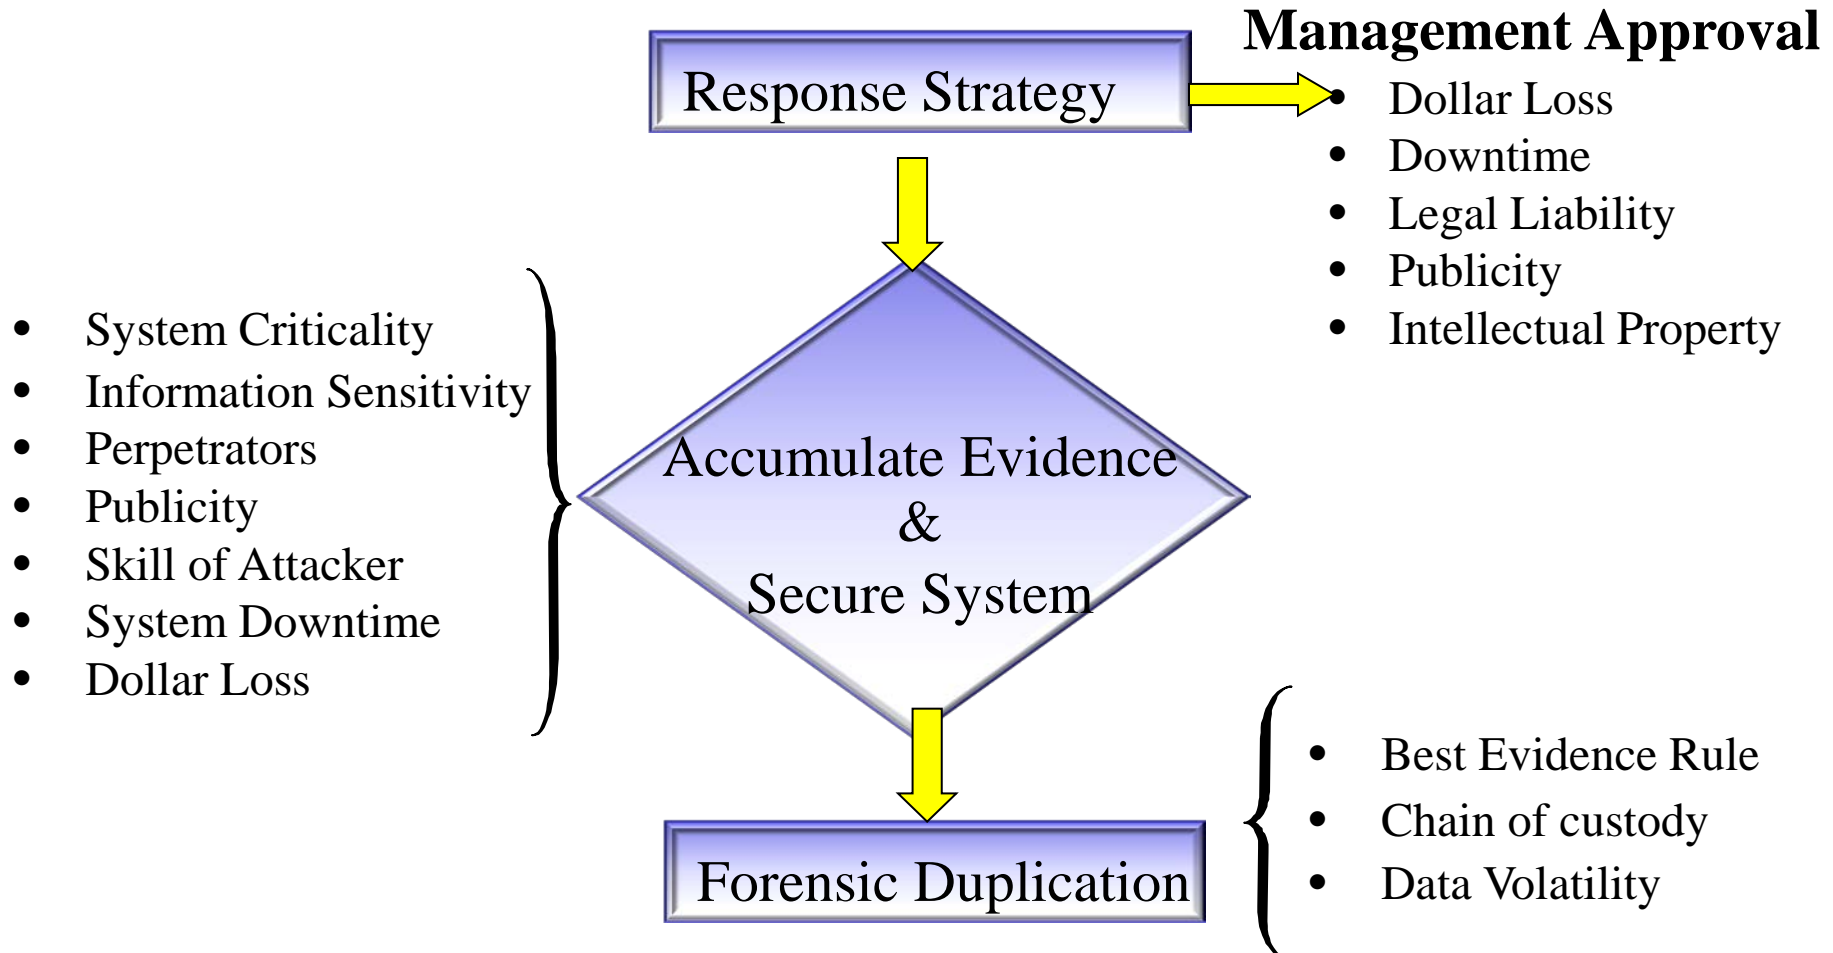 Management Approval
Response Strategy
• Dollar Loss
• Downtime
• Legal Liability
• Publicity
• Intellectual Property
• System Criticality
• Information Sensitivity
• Perpetrators
• Publicity
• Skill of Attacker
• System Downtime
• Dollar Loss
Accumulate Evidence
&
Secure System
• Best Evidence Rule
• Chain of custody
• Data Volatility
Forensic Duplication